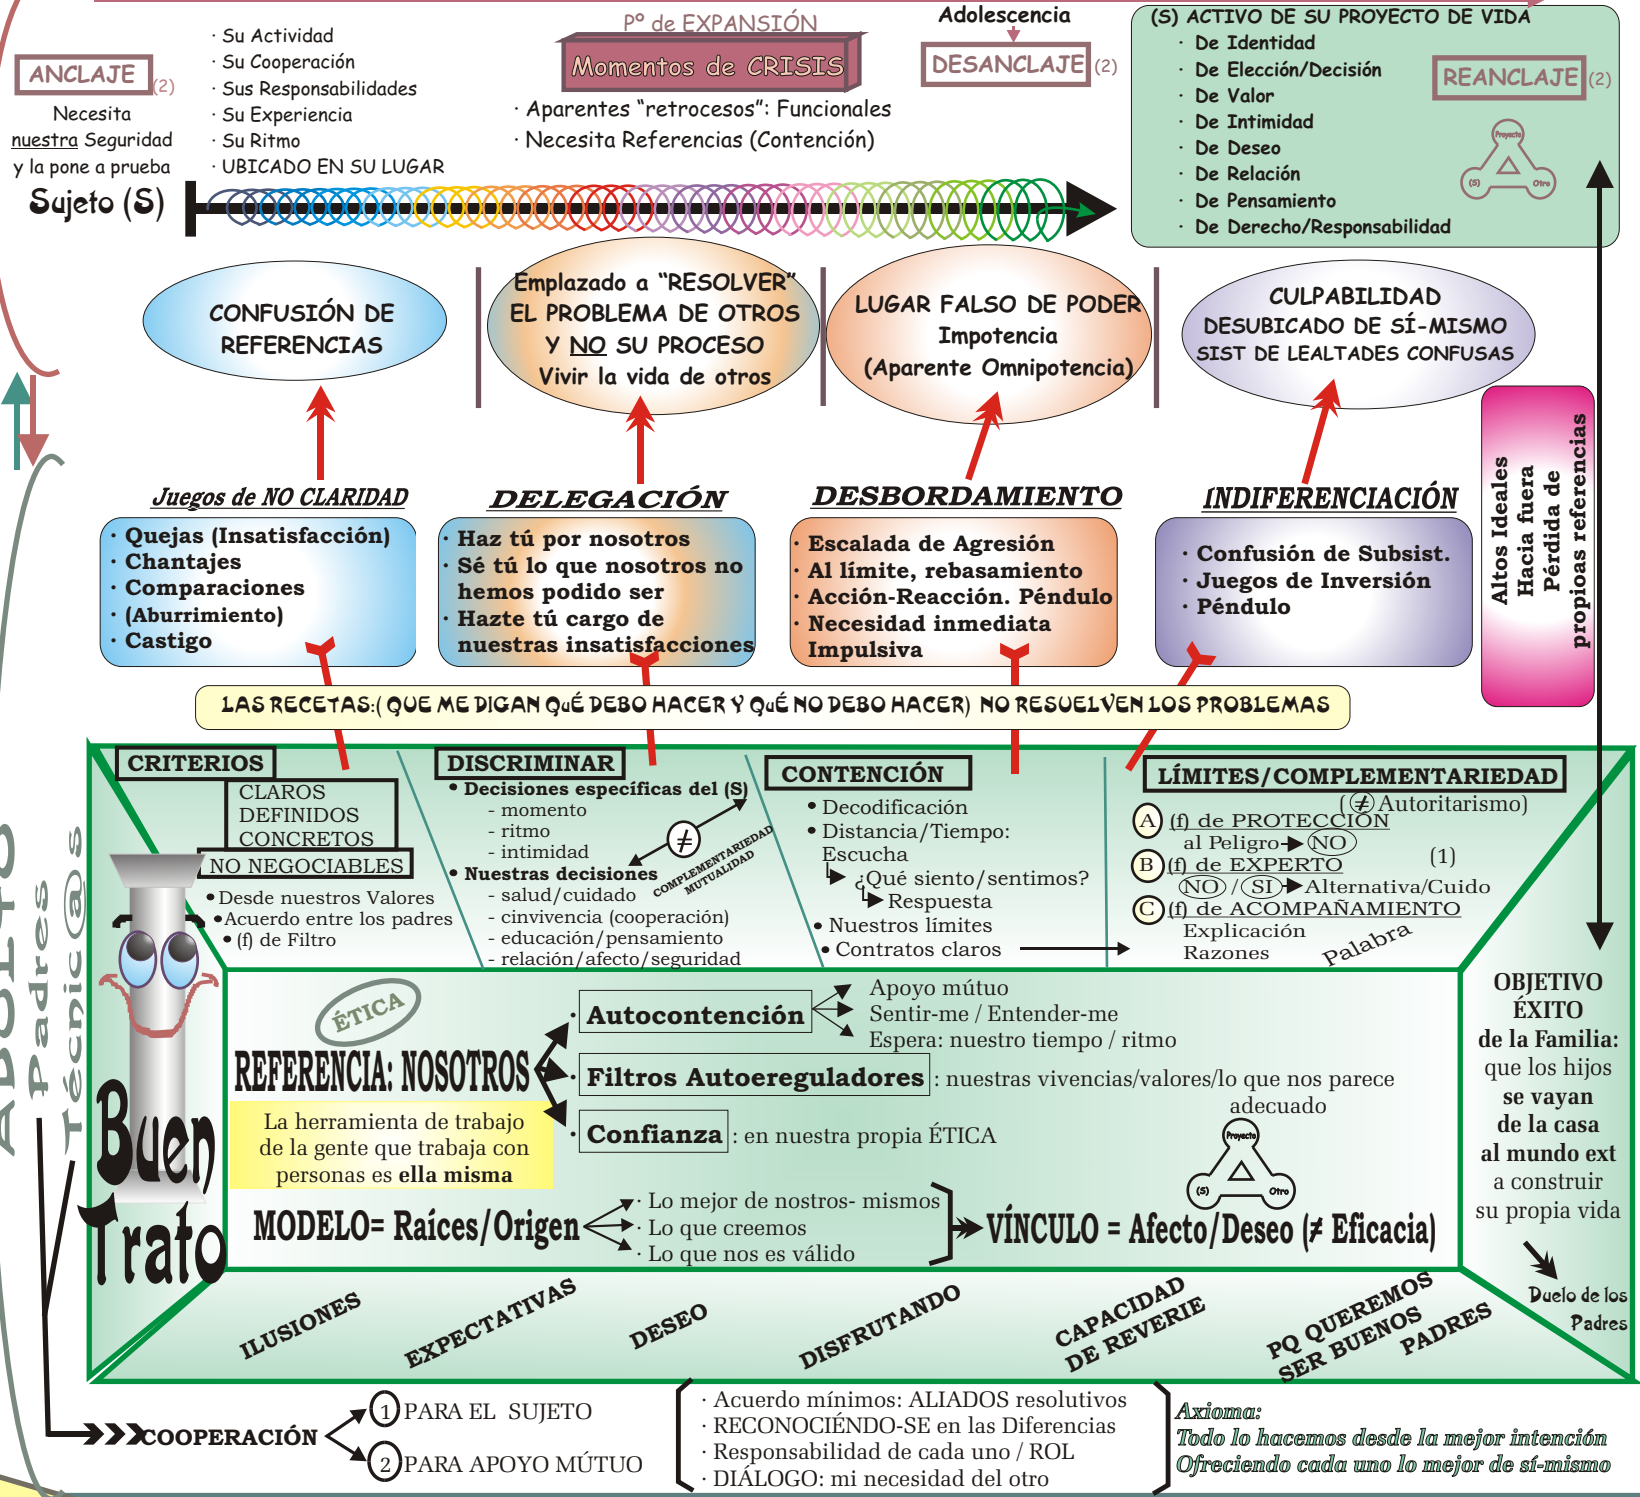 ANCLAJE (2)
Necesita
nuestra Seguridad
y la pone a prueba
Sujeto (S)
· Su Actividad
· Su Cooperación
· Sus Responsabilidades
· Su Experiencia
· Su Ritmo
· UBICADO EN SU LUGAR
Pº de EXPANSIÓN
Momentos de CRISIS
· Aparentes “retrocesos”: Funcionales
· Necesita Referencias (Contención)
Adolescencia
DESANCLAJE (2)
(S) ACTIVO DE SU PROYECTO DE VIDA
· De Identidad
· De Elección/Decisión
· De Valor
· De Intimidad
· De Deseo
· De Relación
· De Pensamiento
· De Derecho/Responsabilidad
REANCLAJE (2)
Proyecto
(S) Otro
CONFUSIÓN DE
REFERENCIAS
Emplazado a “RESOLVER”
EL PROBLEMA DE OTROS
Y NO SU PROCESO
Vivir la vida de otros
LUGAR FALSO DE PODER
Impotencia
(Aparente Omnipotencia)
CULPABILIDAD
DESUBICADO DE SÍ-MISMO
SIST DE LEALTADES CONFUSAS
Altos Ideales
Hacia fuera
Pérdida de
propioas referencias
Juegos de NO CLARIDAD
· Quejas (Insatisfacción)
· Chantajes
· Comparaciones
· (Aburrimiento)
· Castigo
DELEGACIÓN
· Haz tú por nosotros
· Sé tú lo que nosotros no
hemos podido ser
· Hazte tú cargo de
nuestras insatisfacciones
DESBORDAMIENTO
· Escalada de Agresión
· Al límite, rebasamiento
· Acción-Reacción. Péndulo
· Necesidad inmediata
Impulsiva
INDIFERENCIACIÓN
· Confusión de Subsist.
· Juegos de Inversión
· Péndulo
LAS RECETAS:( QUE ME DIGAN QuÉ DEBO HACER Y QuÉ NO DEBO HACER) NO RESUELVEN LOS PROBLEMAS
ADULTO
Padres
Técnic@s
Buen
Trato
CRITERIOS
CLAROS
DEFINIDOS
CONCRETOS
NO NEGOCIABLES
• Desde nuestros Valores
• Acuerdo entre los padres
• (f) de Filtro
DISCRIMINAR
• Decisiones específicas del (S)
- momento
- ritmo
- intimidad
≠
COMPLEMENTARIEDAD
MUTUALIDAD
• Nuestras decisiones
- salud/cuidado
- cinvivencia (cooperación)
- educación/pensamiento
- relación/afecto/seguridad
CONTENCIÓN
• Decodificación
• Distancia/Tiempo:
Escucha
¿Qué siento/sentimos?
Respuesta
• Nuestros límites
• Contratos claros
LÍMITES/COMPLEMENTARIEDAD
(≠ Autoritarismo)
A (f) de PROTECCIÓN
al Peligro NO
B (f) de EXPERTO (1)
NO / SI Alternativa/Cuido
C (f) de ACOMPAÑAMIENTO
Explicación
Razones
Palabra
ÉTICA
REFERENCIA: NOSOTROS
· Autocontención
Apoyo mútuo
Sentir-me / Entender-me
Espera: nuestro tiempo / ritmo
· Filtros Autoereguladores : nuestras vivencias/valores/lo que nos parece
adecuado
· Confianza : en nuestra propia ÉTICA
La herramienta de trabajo
de la gente que trabaja con
personas es ella misma
MODELO= Raíces/Origen
· Lo mejor de nostros- mismos
· Lo que creemos
· Lo que nos es válido
Proyecto
(S) Otro
VÍNCULO = Afecto/Deseo (≠ Eficacia)
OBJETIVO
ÉXITO
de la Familia:
que los hijos
se vayan
de la casa
al mundo ext
a construir
su propia vida
Duelo de los
Padres
ILUSIONES
EXPECTATIVAS
DESEO
DISFRUTANDO
CAPACIDAD
DE REVERIE
PQ QUEREMOS
SER BUENOS
PADRES
COOPERACIÓN
1 PARA EL SUJETO
2 PARA APOYO MÚTUO
· Acuerdo mínimos: ALIADOS resolutivos
· RECONOCIÉNDO-SE en las Diferencias
· Responsabilidad de cada uno / ROL
· DIÁLOGO: mi necesidad del otro
Axioma:
Todo lo hacemos desde la mejor intención
Ofreciendo cada uno lo mejor de sí-mismo